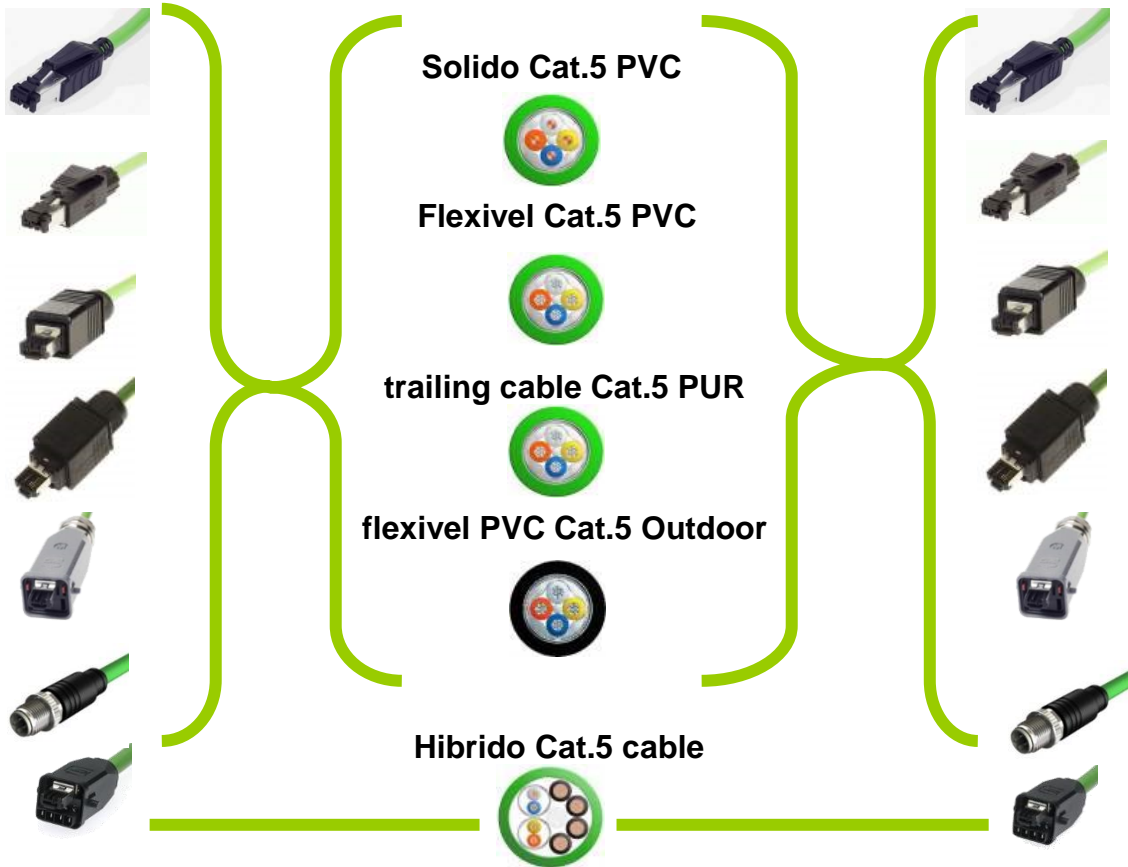 Solido Cat.5 PVC
Flexivel Cat.5 PVC
trailing cable Cat.5 PUR
flexivel PVC Cat.5 Outdoor
Hibrido Cat.5 cable